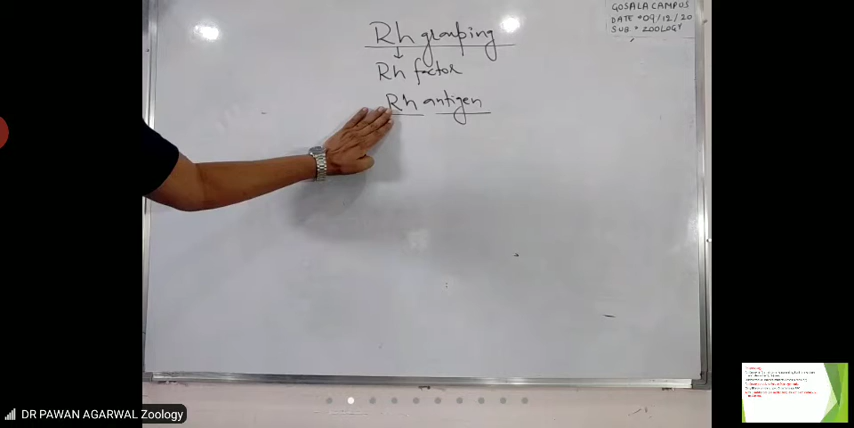 Rh grouping
Rh factor
Rh antigen
GOSALA CAMPUS
DATE • 09/12/20
SUB • ZOOLOGY
DR PAWAN AGARWAL Zoology